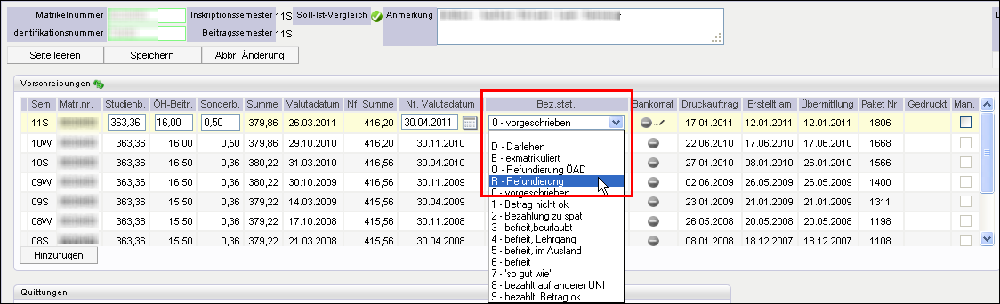 Matrikelnummer Inskriptionssemester 11S Soll-Ist-Vergleich Anmerkung
Identifikationsnummer Beitragssemester 11S
Seite leeren Speichern Abbr. Änderung
Vorschreibungen
Sem. Matr.nr. Studienb. ÖH-Beitr. Sonderb. Summe Valutadatum Nf. Summe Nf. Valutadatum Bez.stat. Bankomat Druckauftrag Erstellt am Übermittlung Paket Nr. Gedruckt Man.
11S 363,36 16,00 0,50 379,86 26.03.2011 416,20 30.04.2011 0 - vorgeschrieben ... 17.01.2011 12.01.2011 12.01.2011 1806
10W 363,36 16,00 0,50 379,86 29.10.2010 416,20 30.11.2010 22.06.2010 17.06.2010 17.06.2010 1668
10S 363,36 16,50 0,36 380,22 31.03.2010 416,56 30.04.2010 27.01.2010 08.01.2010 26.01.2010 1566
09W 363,36 16,50 0,36 380,22 30.10.2009 416,56 30.11.2009 02.06.2009 26.05.2009 26.05.2009 1400
09S 363,36 15,50 0,36 379,22 14.03.2009 415,56 30.04.2009 23.01.2009 21.01.2009 21.01.2009 1311
08W 363,36 15,50 0,36 379,22 17.10.2008 415,56 30.11.2008 26.05.2008 20.05.2008 20.05.2008 1198
08S 363,36 15,50 0,36 379,22 21.03.2008 415,56 30.04.2008 08.01.2008 18.12.2007 18.12.2007 1108
D - Darlehen
E - exmatrikuliert
O - Refundierung ÖAD
R - Refundierung
0 - vorgeschrieben
1 - Betrag nicht ok
2 - Bezahlung zu spät
3 - befreit,beurlaubt
4 - befreit, Lehrgang
5 - befreit, im Ausland
6 - befreit
7 - 'so gut wie'
8 - bezahlt auf anderer UNI
9 - bezahlt, Betrag ok
Hinzufügen
Quittungen